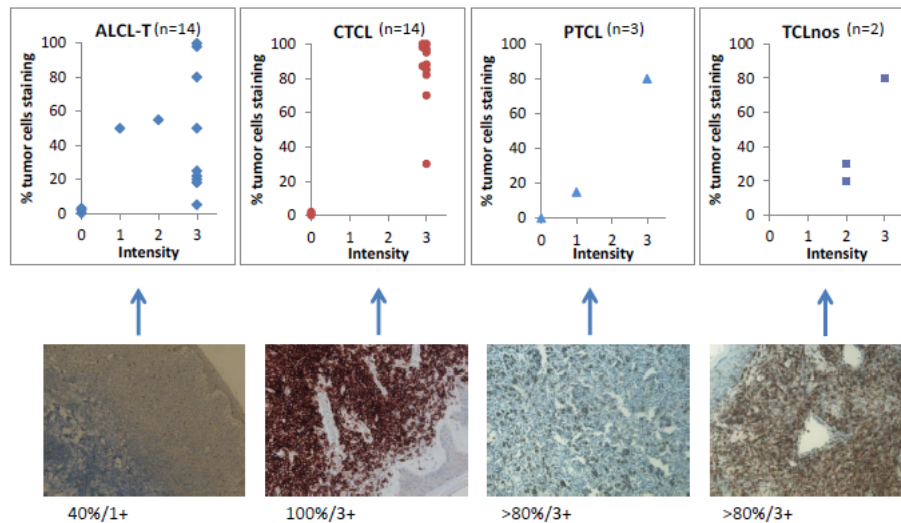 ALCL-T (n=14)
% tumor cells staining
100
80
60
40
20
0
0 1 2 3
Intensity
CTCL (n=14)
% tumor cells staining
100
80
60
40
20
0
0 1 2 3
Intensity
PTCL (n=3)
% tumor cells staining
100
80
60
40
20
0
0 1 2 3
Intensity
TCLnos (n=2)
% tumor cells staining
100
80
60
40
20
0
0 1 2 3
Intensity
40%/1+
100%/3+
>80%/3+
>80%/3+